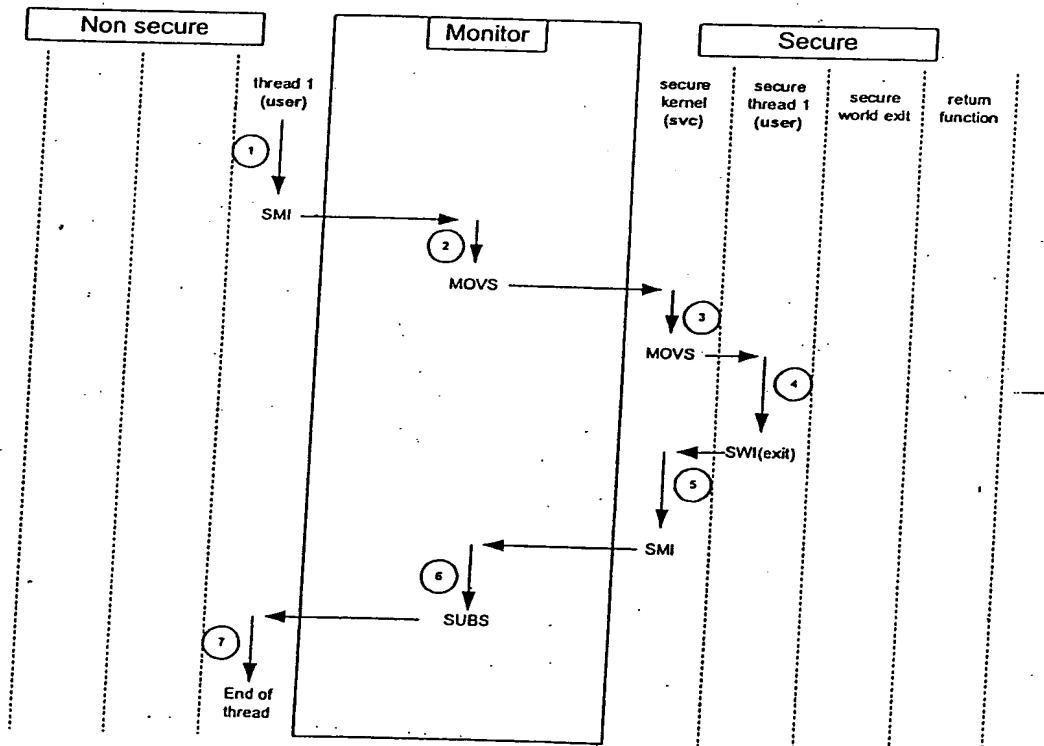 Non secure
Monitor
Secure
thread 1
(user)
secure
kernel
(svc)
secure
thread 1
(user)
secure
world exit
return
function
1
SMI
2
MOVS
3
MOVS
4
SWI(exit)
5
SMI
6
SUBS
7
End of
thread